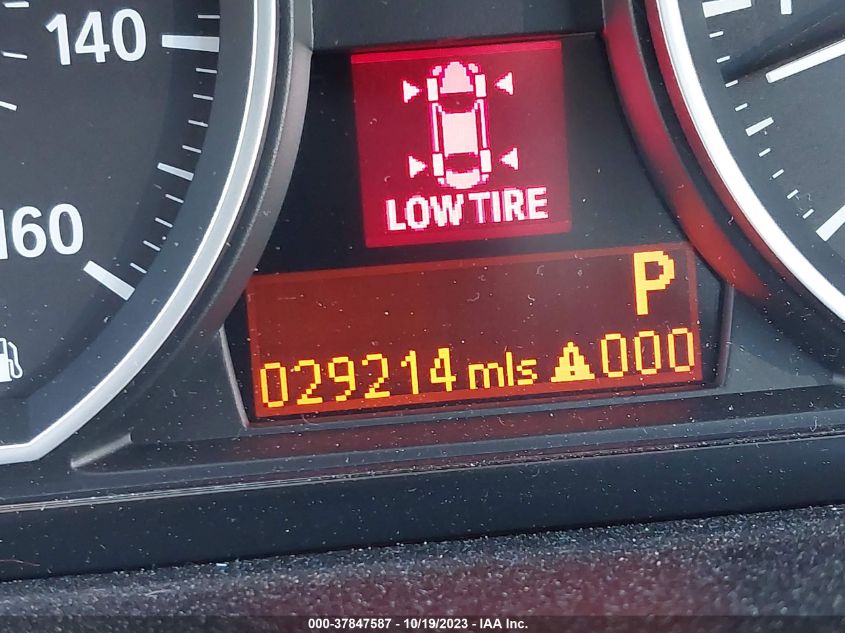 140
160
LOW TIRE
P
029214 mls 000
000-37847587 - 10/19/2023 - IAA Inc.